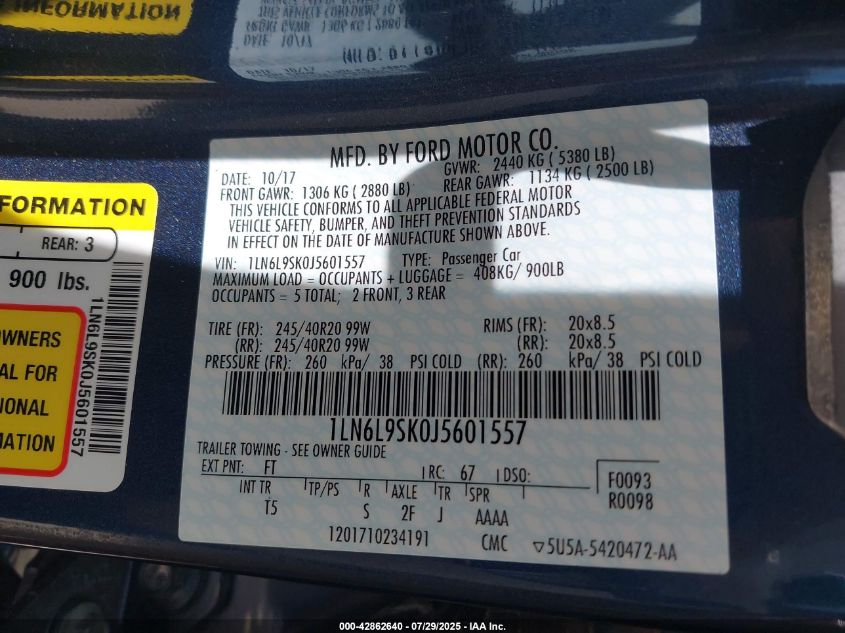 INFORMATION
DATE 10/17
MFD. BY FORD MOTOR CO.
DATE: 10/17 GVWR: 2440 KG ( 5380 LB)
FRONT GAWR: 1306 KG ( 2880 LB) REAR GAWR: 1134 KG ( 2500 LB)
THIS VEHICLE CONFORMS TO ALL APPLICABLE FEDERAL MOTOR
VEHICLE SAFETY, BUMPER, AND THEFT PREVENTION STANDARDS
IN EFFECT ON THE DATE OF MANUFACTURE SHOWN ABOVE.
VIN: 1LN6L9SK0J5601557 TYPE: Passenger Car
MAXIMUM LOAD = OCCUPANTS + LUGGAGE = 408KG/ 900LB
OCCUPANTS = 5 TOTAL; 2 FRONT, 3 REAR
TIRE (FR): 245/40R20 99W RIMS (FR): 20x8.5
(RR): 245/40R20 99W (RR): 20x8.5
PRESSURE (FR): 260 kPa/ 38 PSI COLD (RR): 260 kPa/ 38 PSI COLD
1LN6L9SK0J5601557
TRAILER TOWING - SEE OWNER GUIDE
EXT PNT: FT RC: 67 DSO:
INT TR TP/PS R AXLE TR SPR
T5 S 2F J AAAA
F0093
R0098
1201710234191 CMC 5U5A-5420472-AA
FORMATION
REAR: 3
900 lbs.
OWNERS
AL FOR
IONAL
MATION
1LN6L9SK0J5601557
000-42862640 - 07/29/2025 - IAA Inc.